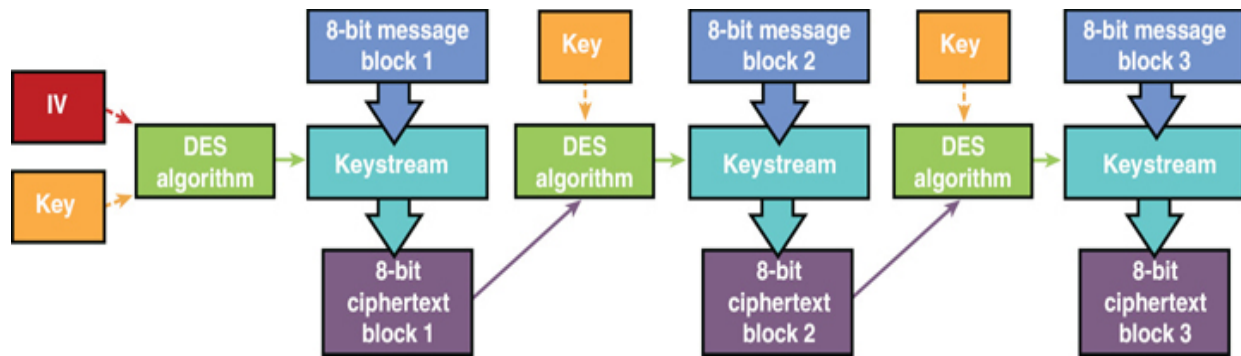 8-bit message
block 1
Key
8-bit message
block 2
Key
8-bit message
block 3
IV
DES
algorithm
Keystream
DES
algorithm
Keystream
DES
algorithm
Keystream
Key
8-bit
ciphertext
block 1
8-bit
ciphertext
block 2
8-bit
ciphertext
block 3